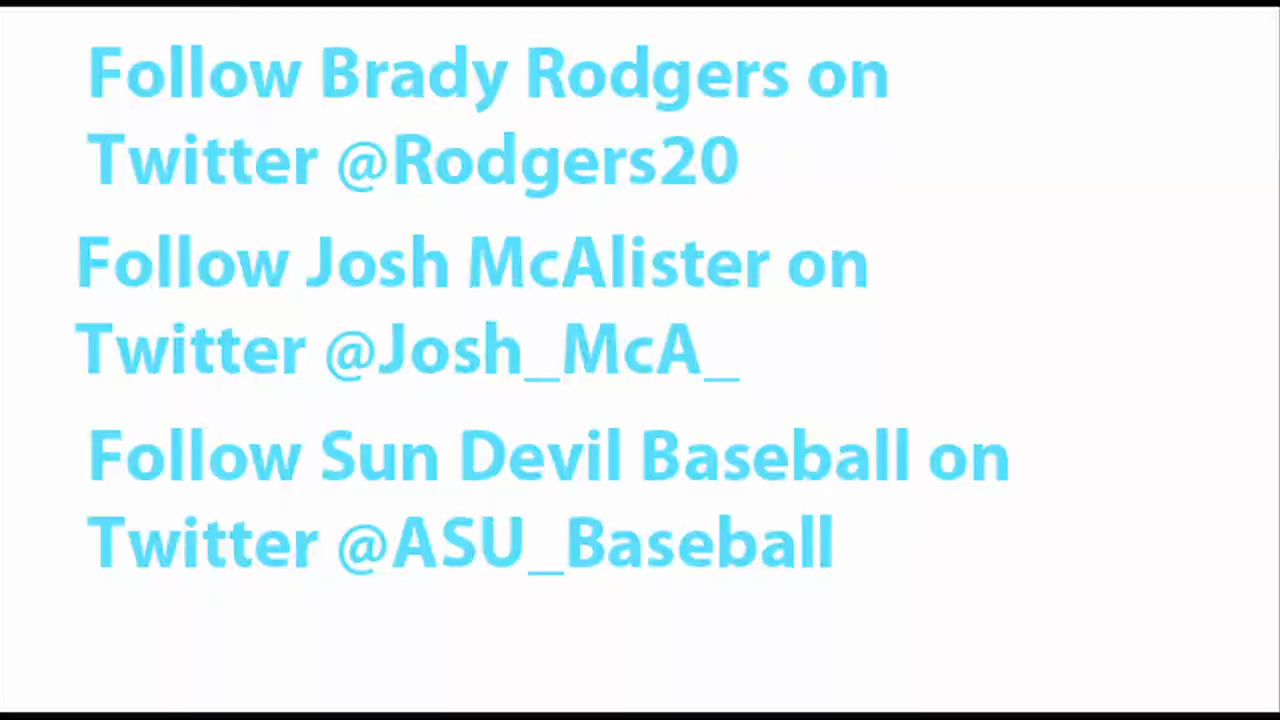 Follow Brady Rodgers on
Twitter @Rodgers20
Follow Josh McAlister on
Twitter @Josh_McA_
Follow Sun Devil Baseball on
Twitter @ASU_Baseball